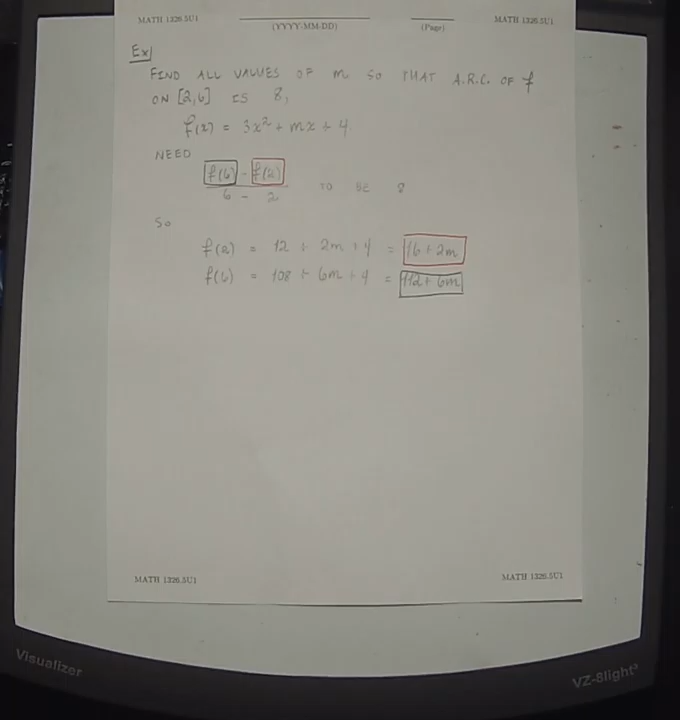 MATH 1326.5U1 (YYYY-MM-DD) (Page) MATH 1326.5U1
Ex)
FIND ALL VALUES OF m SO THAT A.R.C. OF f
ON [2,6] IS 8,
f(x) = 3x² + mx + 4.
NEED
f(6) - f(2)
6 - 2 TO BE 8
So
f(2) = 12 + 2m + 4 = 16 + 2m
f(6) = 108 + 6m + 4 = 112 + 6m
MATH 1326.5U1 MATH 1326.5U1
Visualizer VZ-8light³